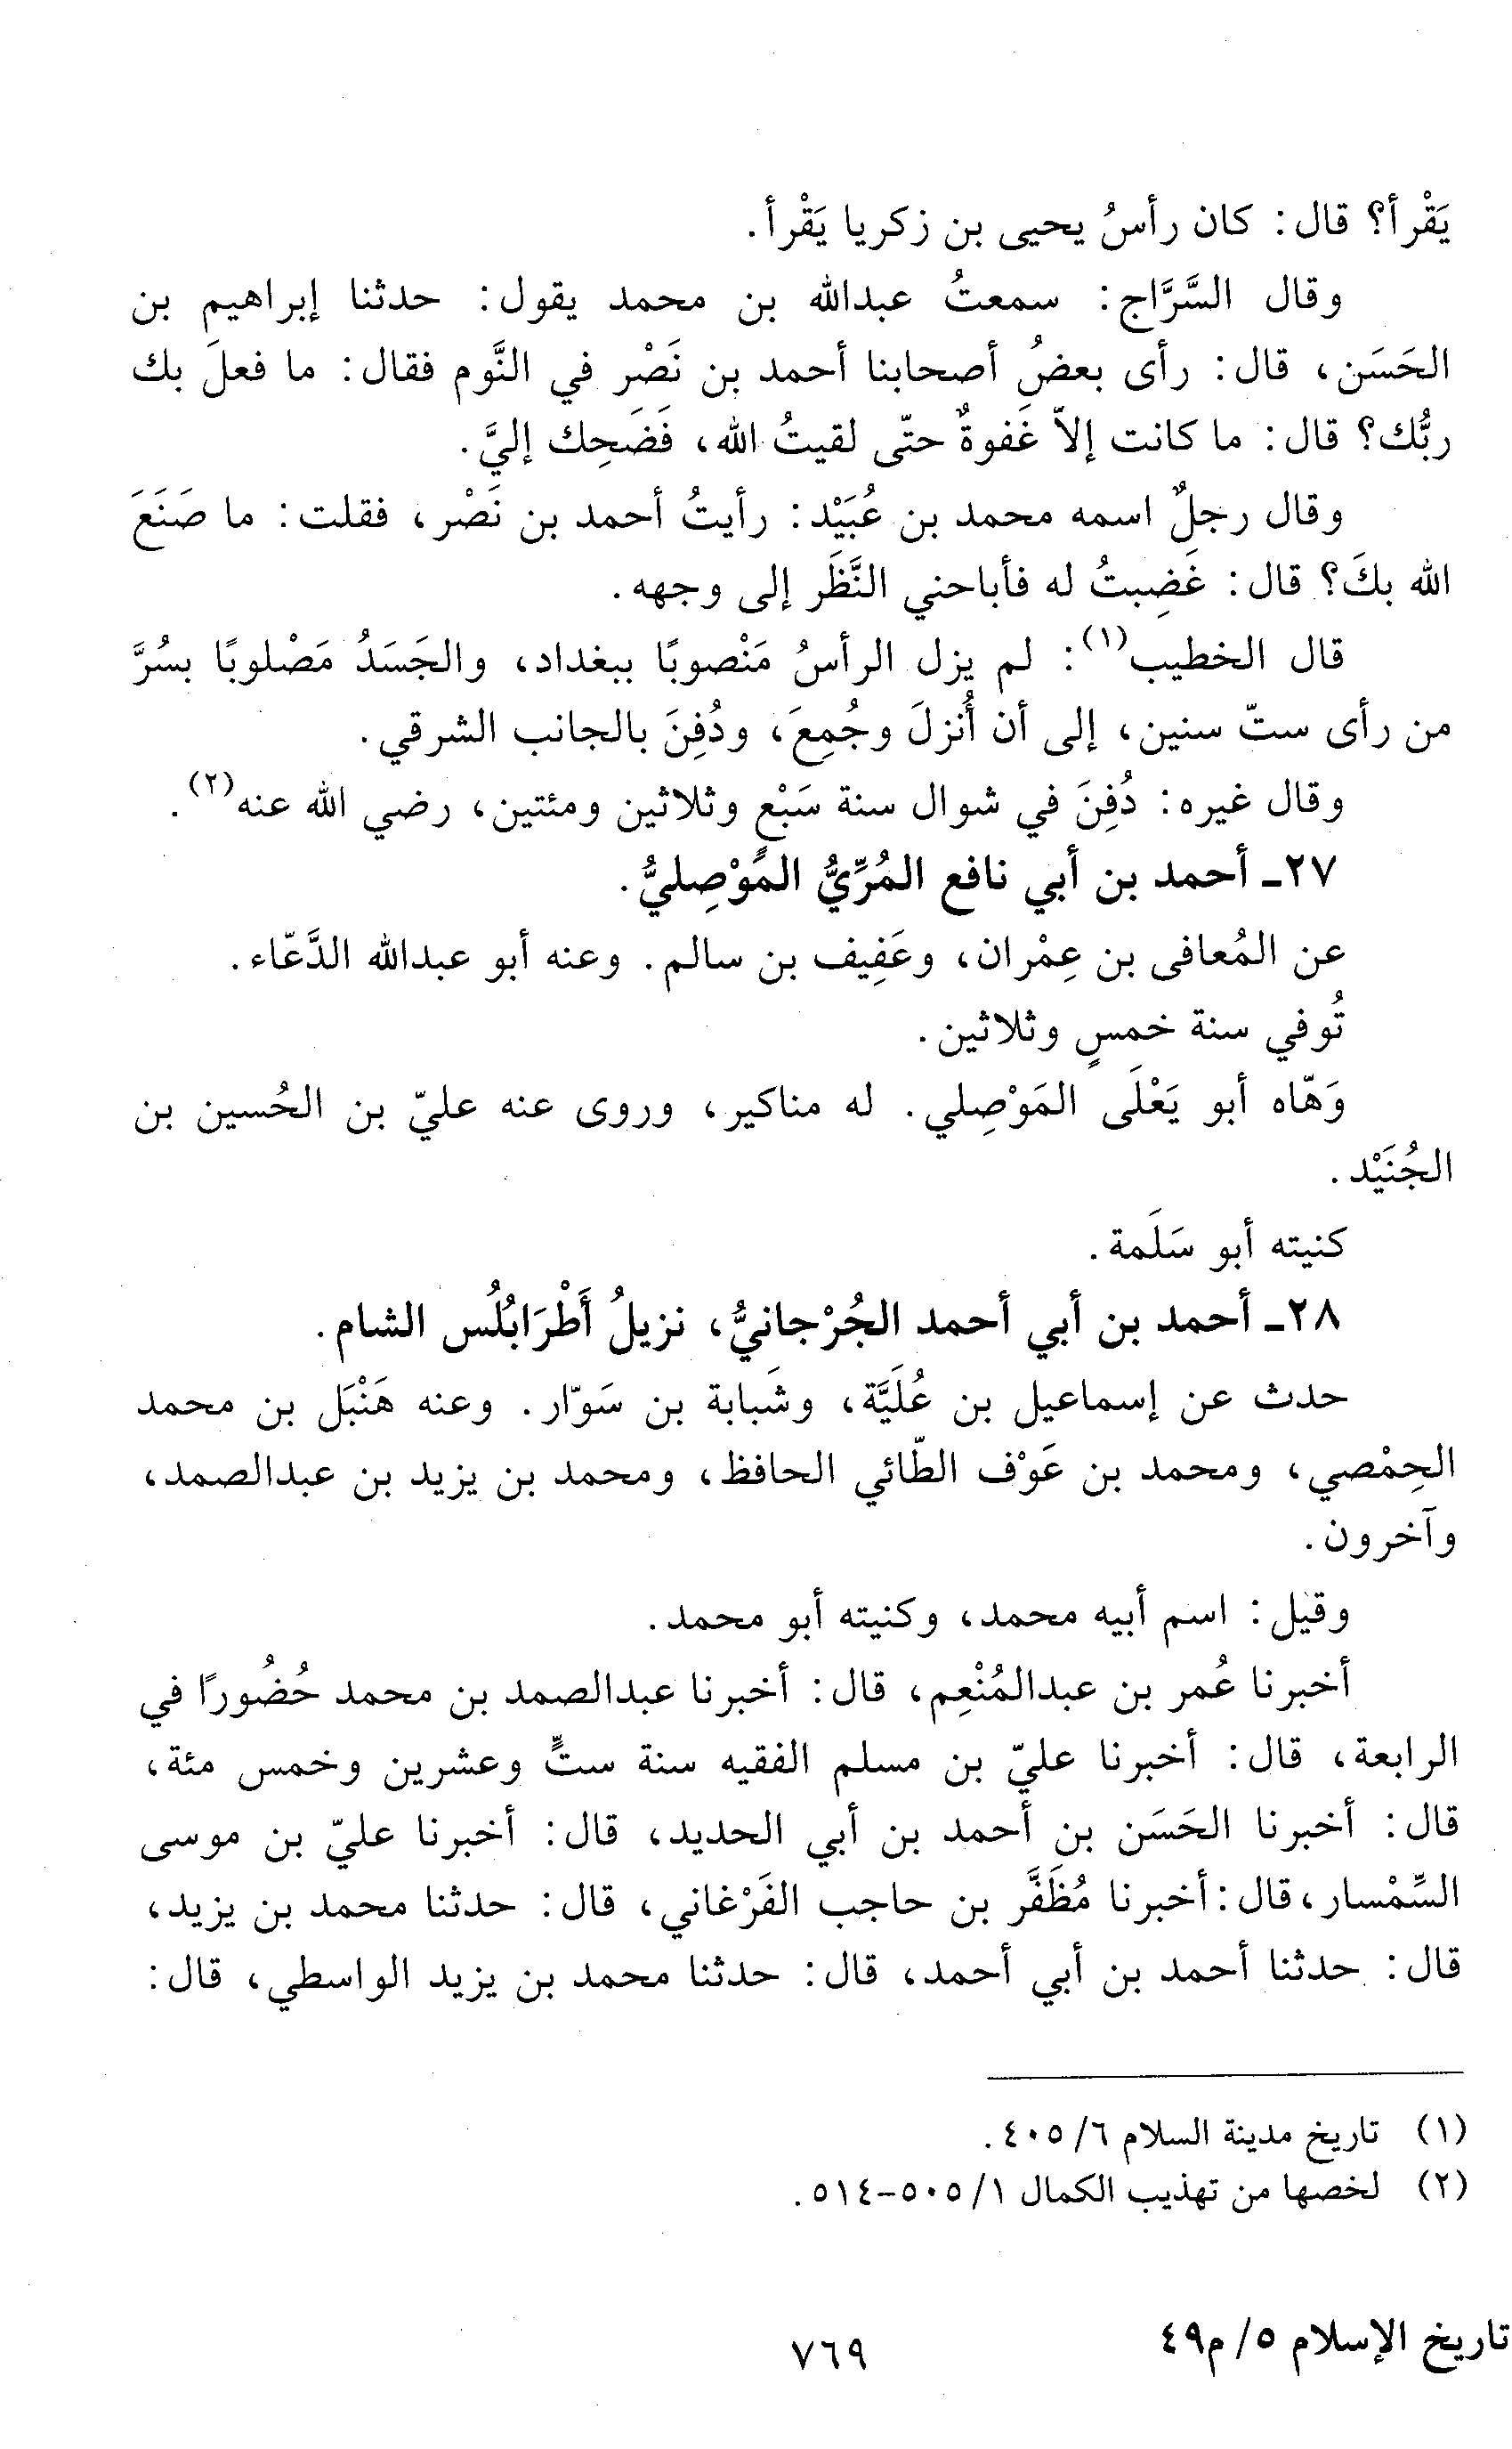 يَقْرأ؟ قال: كان رأسُ يحيى بن زكريا يَقْرأ.
وقال السَّرَّاج: سمعتُ عبدالله بن محمد يقول: حدثنا إبراهيم بن
الحَسَن، قال: رأى بعضُ أصحابنا أحمد بن نَصْر في النَّوم فقال: ما فعلَ بك
ربُّك؟ قال: ما كانت إلاّ غَفوةٌ حتّى لقيتُ الله، فَضَحِك إليَّ.
وقال رجلٌ اسمه محمد بن عُبَيْد: رأيتُ أحمد بن نَصْر، فقلت: ما صَنَعَ
الله بكَ؟ قال: غَضِبتُ له فأباحني النَّظَر إلى وجهه.
قال الخطيب(١): لم يزل الرأسُ مَنْصوبًا ببغداد، والجَسَدُ مَصْلوبًا بسُرَّ
من رأى ستّ سنين، إلى أن أُنزلَ وجُمِعَ، ودُفِنَ بالجانب الشرقي.
وقال غيره: دُفِنَ في شوال سنة سَبْعٍ وثلاثين ومئتين، رضي الله عنه(٢).
٢٧ـ أحمد بن أبي نافع المُرِّيُّ المَوْصِليُّ.
عن المُعافى بن عِمْران، وعَفِيف بن سالم. وعنه أبو عبدالله الدَّعّاء.
تُوفي سنة خمسٍ وثلاثين.
وَهّاه أبو يَعْلَى المَوْصِلي. له مناكير، وروى عنه عليّ بن الحُسين بن
الجُنَيْد.
كنيته أبو سَلَمة.
٢٨ـ أحمد بن أبي أحمد الجُرْجانيُّ، نزيلُ أَطْرَابُلُس الشام.
حدث عن إسماعيل بن عُلَيَّة، وشَبابة بن سَوّار. وعنه هَنْبَل بن محمد
الحِمْصي، ومحمد بن عَوْف الطّائي الحافظ، ومحمد بن يزيد بن عبدالصمد،
وآخرون.
وقيل: اسم أبيه محمد، وكنيته أبو محمد.
أخبرنا عُمر بن عبدالمُنْعِم، قال: أخبرنا عبدالصمد بن محمد حُضُورًا في
الرابعة، قال: أخبرنا عليّ بن مسلم الفقيه سنة ستٍّ وعشرين وخمس مئة،
قال: أخبرنا الحَسَن بن أحمد بن أبي الحديد، قال: أخبرنا عليّ بن موسى
السِّمْسار، قال: أخبرنا مُظَفَّر بن حاجب الفَرْغاني، قال: حدثنا محمد بن يزيد،
قال: حدثنا أحمد بن أبي أحمد، قال: حدثنا محمد بن يزيد الواسطي، قال:
(١) تاريخ مدينة السلام ٦/ ٤٠٥.
(٢) لخصها من تهذيب الكمال ١/ ٥٠٥-٥١٤.
تاريخ الإسلام ٥/ م٤٩
٧٦٩